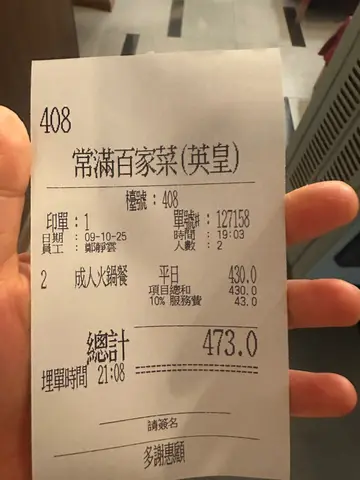 408
常滿百家菜(英皇)
檯號：408
印單：1 單號#：127158
日期：09-10-25 時間：19:03
員工：鄭靜雲 人數：2
2 成人火鍋餐 平日 430.0
項目總和 430.0
10% 服務費 43.0
總計 473.0
埋單時間 21:08
請簽名
多謝惠顧